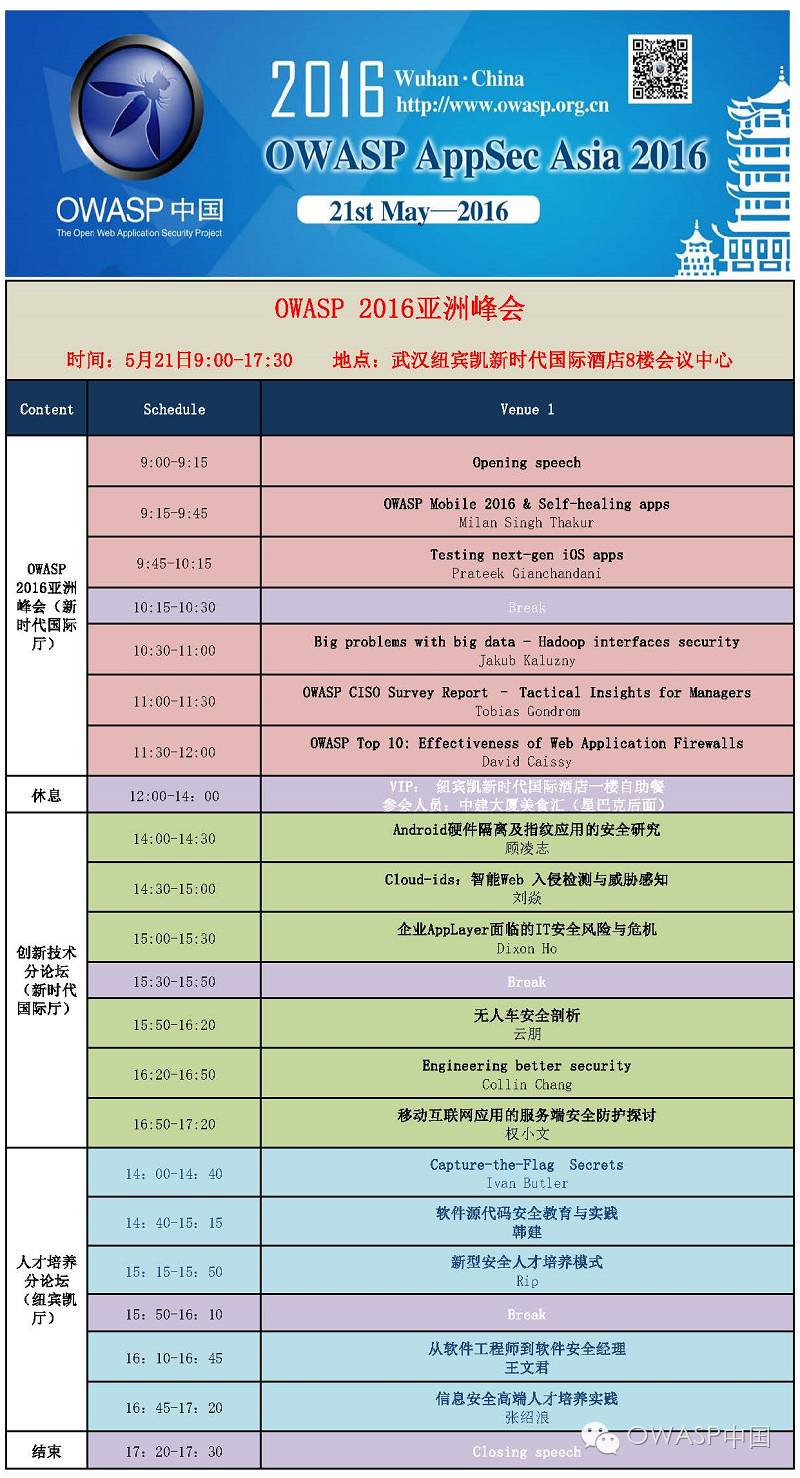 2016
Wuhan·China
http://www.owasp.org.cn
OWASP AppSec Asia 2016
21st May—2016
OWASP 中国
The Open Web Application Security Project
OWASP 2016亚洲峰会
时间：5月21日9:00-17:30 地点：武汉纽宾凯新时代国际酒店8楼会议中心
Content Schedule Venue 1
OWASP
2016亚洲
峰会（新
时代国际
厅）
9:00-9:15
Opening speech
9:15-9:45
OWASP Mobile 2016 & Self-healing apps
Milan Singh Thakur
9:45-10:15
Testing next-gen iOS apps
Prateek Gianchandani
10:15-10:30
Break
10:30-11:00
Big problems with big data - Hadoop interfaces security
Jakub Kaluzny
11:00-11:30
OWASP CISO Survey Report – Tactical Insights for Managers
Tobias Gondrom
11:30-12:00
OWASP Top 10: Effectiveness of Web Application Firewalls
David Caissy
休息
12:00-14：00
VIP： 纽宾凯新时代国际酒店一楼自助餐
参会人员：中建大厦美食汇（星巴克后面）
创新技术
分论坛
（新时代
国际厅）
14:00-14:30
Android硬件隔离及指纹应用的安全研究
顾凌志
14:30-15:00
Cloud-ids：智能Web 入侵检测与威胁感知
刘焱
15:00-15:30
企业AppLayer面临的IT安全风险与危机
Dixon Ho
15:30-15:50
Break
15:50-16:20
无人车安全剖析
云朋
16:20-16:50
Engineering better security
Collin Chang
16:50-17:20
移动互联网应用的服务端安全防护探讨
权小文
人才培养
分论坛
（纽宾凯
厅）
14：00-14：40
Capture-the-Flag Secrets
Ivan Butler
14：40-15：15
软件源代码安全教育与实践
韩建
15：15-15：50
新型安全人才培养模式
Rip
15：50-16：10
Break
16：10-16：45
从软件工程师到软件安全经理
王文君
16：45-17：20
信息安全高端人才培养实践
张绍浪
结束
17：20-17：30
Closing speech
OWASP中国